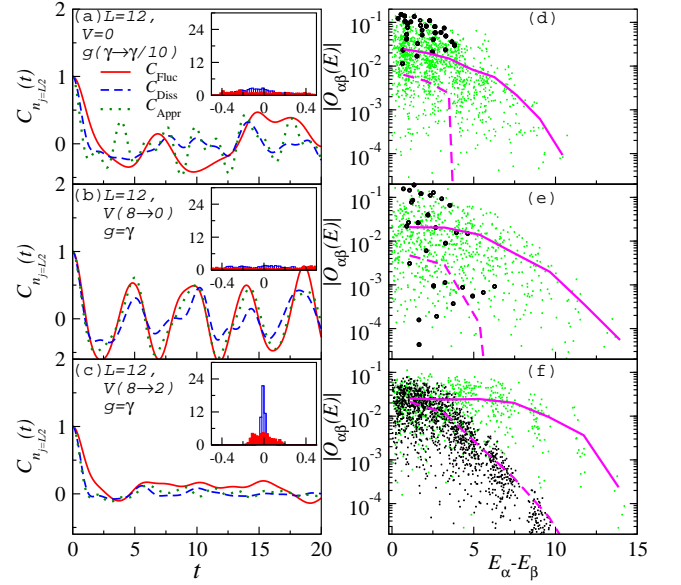 (a) L=12,
V=0
g(γ→γ/10)
C_Fluc
C_Diss
C_Appr
C_{n_{j=L/2}}(t)
2
1
0
24
12
0
-0.4 0 0.4
(b) L=12,
V(8→0)
g=γ
C_{n_{j=L/2}}(t)
2
1
0
24
12
0
-0.4 0 0.4
(c) L=12,
V(8→2)
g=γ
C_{n_{j=L/2}}(t)
2
1
0
24
12
0
-0.4 0 0.4
0 5 10 15 20
t
(d)
|O_{αβ}(E)|
10^{-1}
10^{-2}
10^{-3}
10^{-4}
(e)
|O_{αβ}(E)|
10^{-1}
10^{-2}
10^{-3}
10^{-4}
(f)
|O_{αβ}(E)|
10^{-1}
10^{-2}
10^{-3}
10^{-4}
0 5 10 15
E_α-E_β